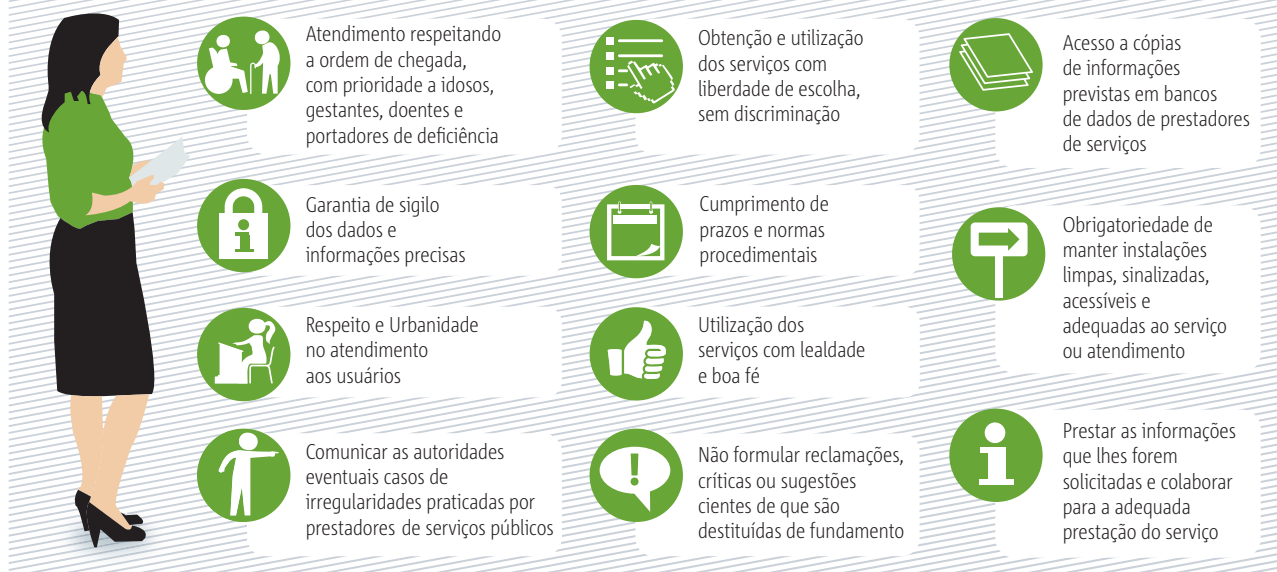 Atendimento respeitando
a ordem de chegada,
com prioridade a idosos,
gestantes, doentes e
portadores de deficiência
Garantia de sigilo
dos dados e
informações precisas
Respeito e Urbanidade
no atendimento
aos usuários
Comunicar as autoridades
eventuais casos de
irregularidades praticadas por
prestadores de serviços públicos
Obtenção e utilização
dos serviços com
liberdade de escolha,
sem discriminação
Cumprimento de
prazos e normas
procedimentais
Utilização dos
serviços com lealdade
e boa fé
Não formular reclamações,
críticas ou sugestões
cientes de que são
destituídas de fundamento
Acesso a cópias
de informações
previstas em bancos
de dados de prestadores
de serviços
Obrigatoriedade de
manter instalações
limpas, sinalizadas,
acessíveis e
adequadas ao serviço
ou atendimento
Prestar as informações
que lhes forem
solicitadas e colaborar
para a adequada
prestação do serviço